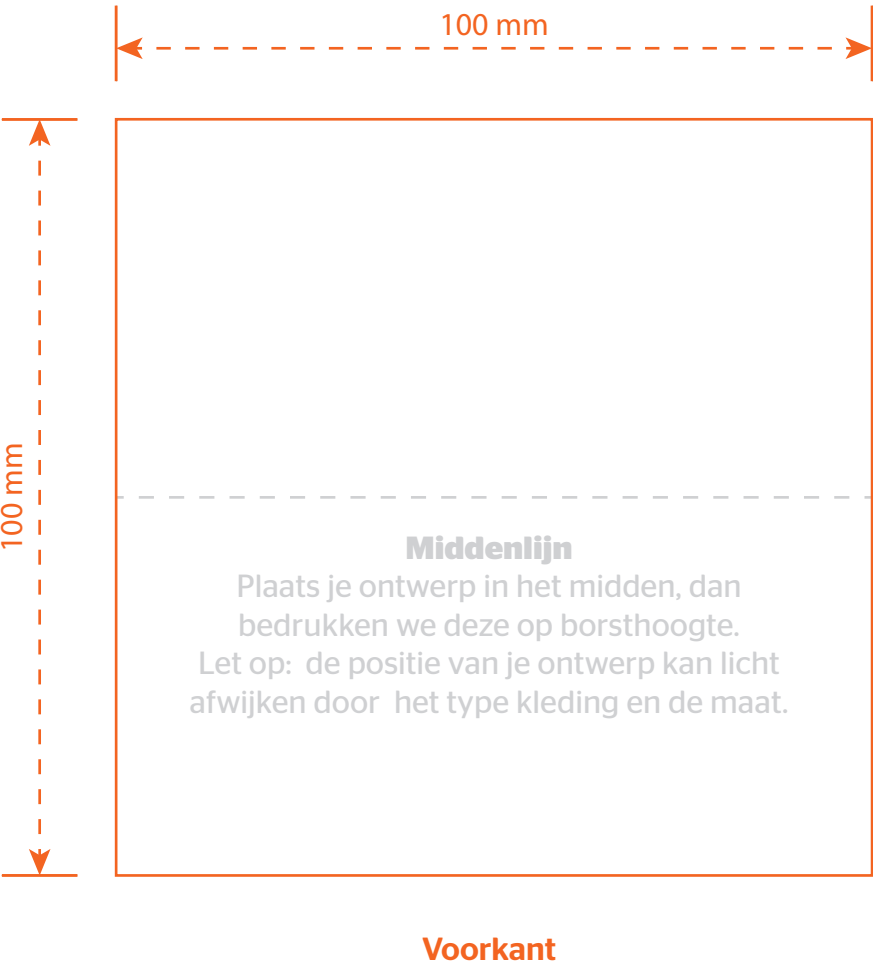 100 mm
100 mm
Middenlijn
Plaats je ontwerp in het midden, dan
bedrukken we deze op borsthoogte.
Let op:  de positie van je ontwerp kan licht
afwijken door  het type kleding en de maat.
Voorkant